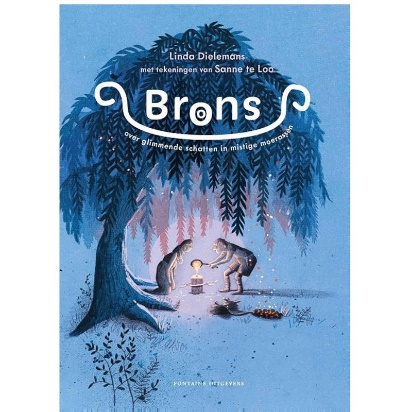 Linda Dielemans
met tekeningen van Sanne te Loo
Brons
over glimmende schatten in mistige moerassen
FONTAINE UITGEVERS